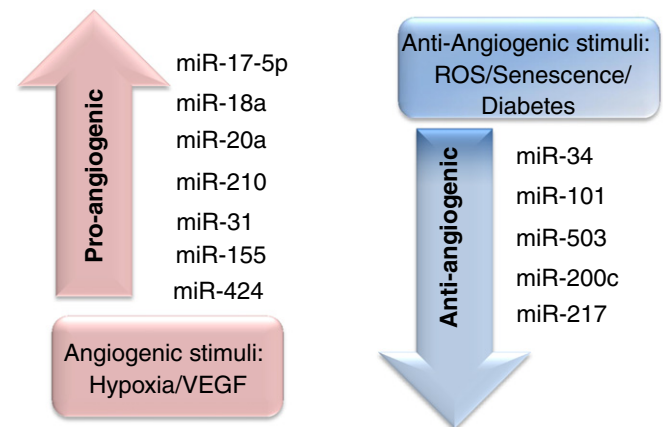 Pro-angiogenic
miR-17-5p
miR-18a
miR-20a
miR-210
miR-31
miR-155
miR-424
Angiogenic stimuli:
Hypoxia/VEGF
Anti-Angiogenic stimuli:
ROS/Senescence/
Diabetes
Anti-angiogenic
miR-34
miR-101
miR-503
miR-200c
miR-217